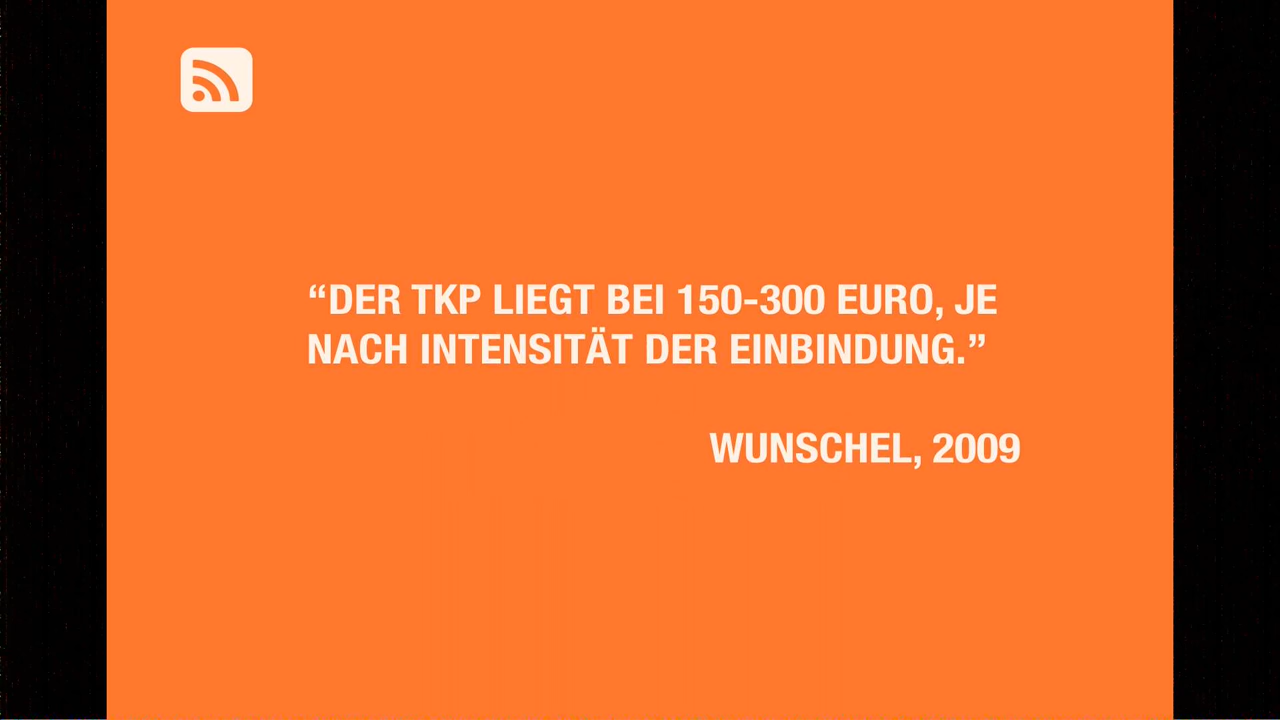 “DER TKP LIEGT BEI 150-300 EURO, JE
NACH INTENSITÄT DER EINBINDUNG.”
WUNSCHEL, 2009